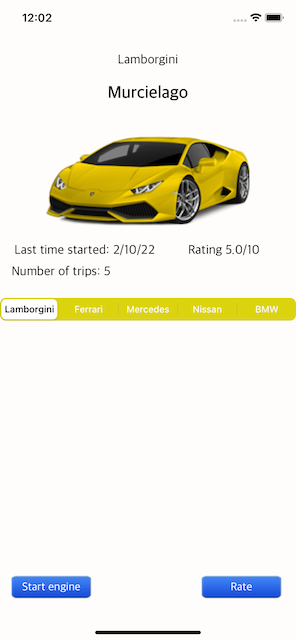 12:02
Lamborgini
Murcielago
Last time started: 2/10/22 Rating 5.0/10
Number of trips: 5
Lamborgini Ferrari Mercedes Nissan BMW
Start engine Rate